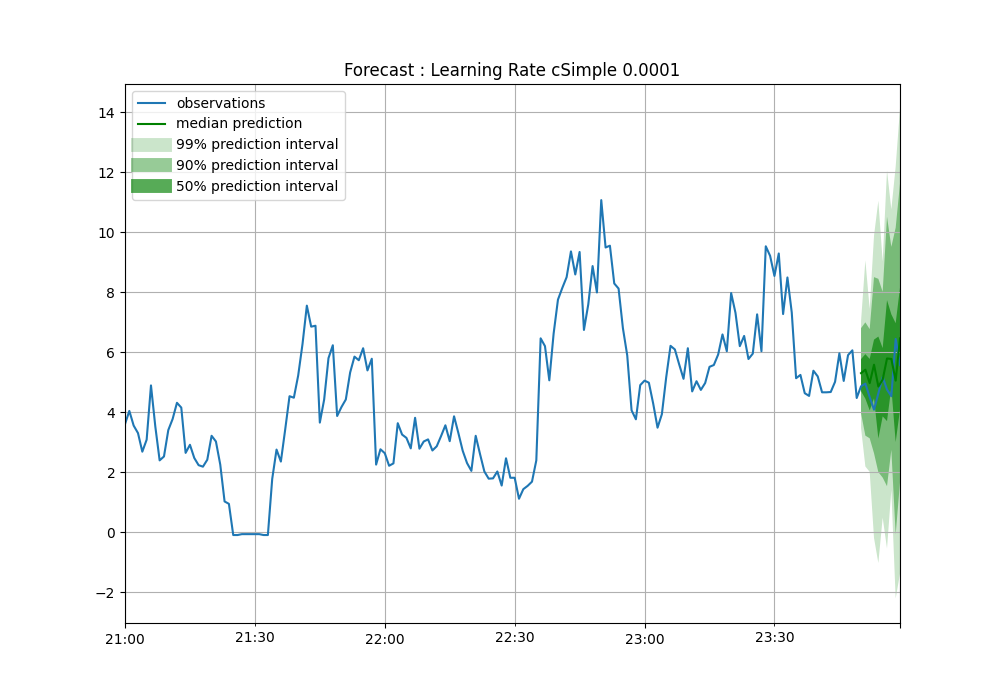 Forecast : Learning Rate cSimple 0.0001
observations
median prediction
99% prediction interval
90% prediction interval
50% prediction interval
14
12
10
8
6
4
2
0
−2
21:00 21:30 22:00 22:30 23:00 23:30